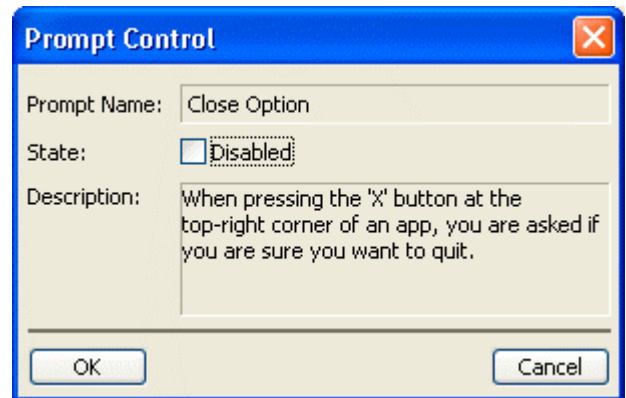 Prompt Control
Prompt Name: Close Option
State: Disabled
Description: When pressing the 'X' button at the
top-right corner of an app, you are asked if
you are sure you want to quit.
OK Cancel